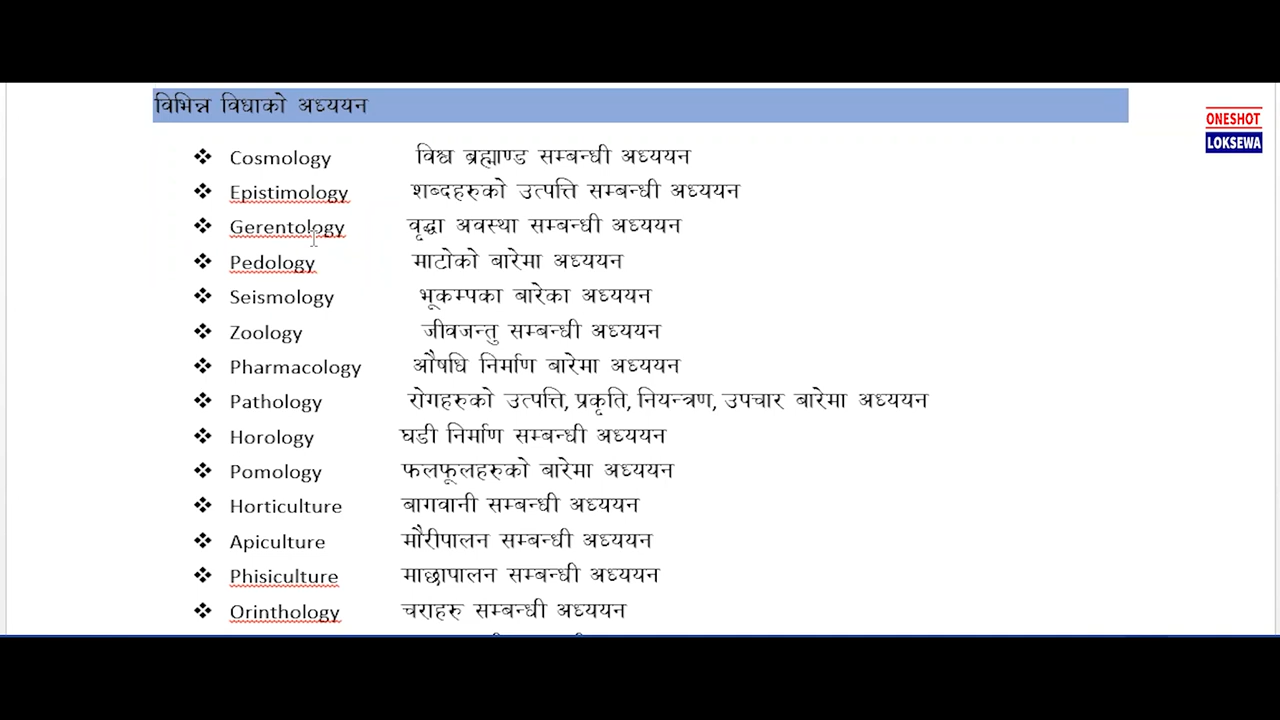 विभिन्न विधाको अध्ययन
ONESHOT
LOKSEWA
❖ Cosmology विश्व ब्रह्माण्ड सम्बन्धी अध्ययन
❖ Epistimology शब्दहरुको उत्पत्ति सम्बन्धी अध्ययन
❖ Gerentology वृद्धा अवस्था सम्बन्धी अध्ययन
❖ Pedology माटोको बारेमा अध्ययन
❖ Seismology भूकम्पका बारेका अध्ययन
❖ Zoology जीवजन्तु सम्बन्धी अध्ययन
❖ Pharmacology औषधि निर्माण बारेमा अध्ययन
❖ Pathology रोगहरुको उत्पत्ति, प्रकृति, नियन्त्रण, उपचार बारेमा अध्ययन
❖ Horology घडी निर्माण सम्बन्धी अध्ययन
❖ Pomology फलफूलहरुको बारेमा अध्ययन
❖ Horticulture बागवानी सम्बन्धी अध्ययन
❖ Apiculture मौरीपालन सम्बन्धी अध्ययन
❖ Phisiculture माछापालन सम्बन्धी अध्ययन
❖ Orinthology चराहरु सम्बन्धी अध्ययन